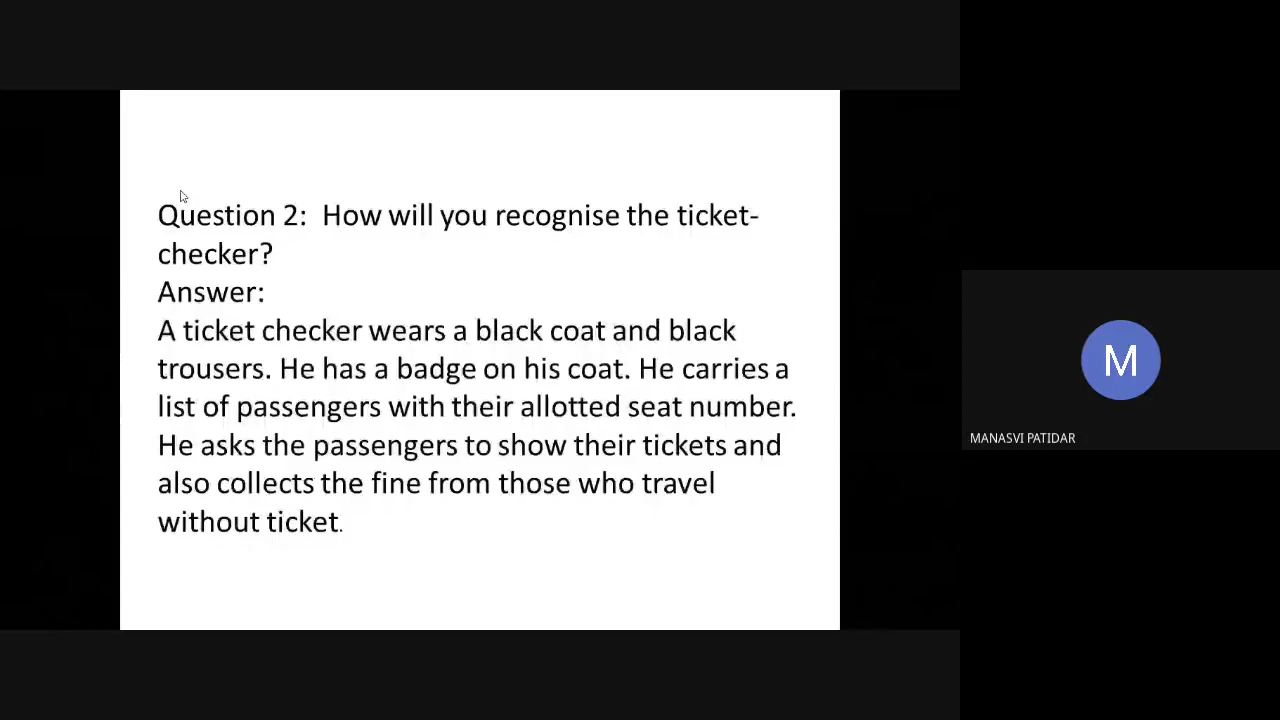 Question 2:  How will you recognise the ticket-
checker?
Answer:
A ticket checker wears a black coat and black
trousers. He has a badge on his coat. He carries a
list of passengers with their allotted seat number.
He asks the passengers to show their tickets and
also collects the fine from those who travel
without ticket.
M
MANASVI PATIDAR